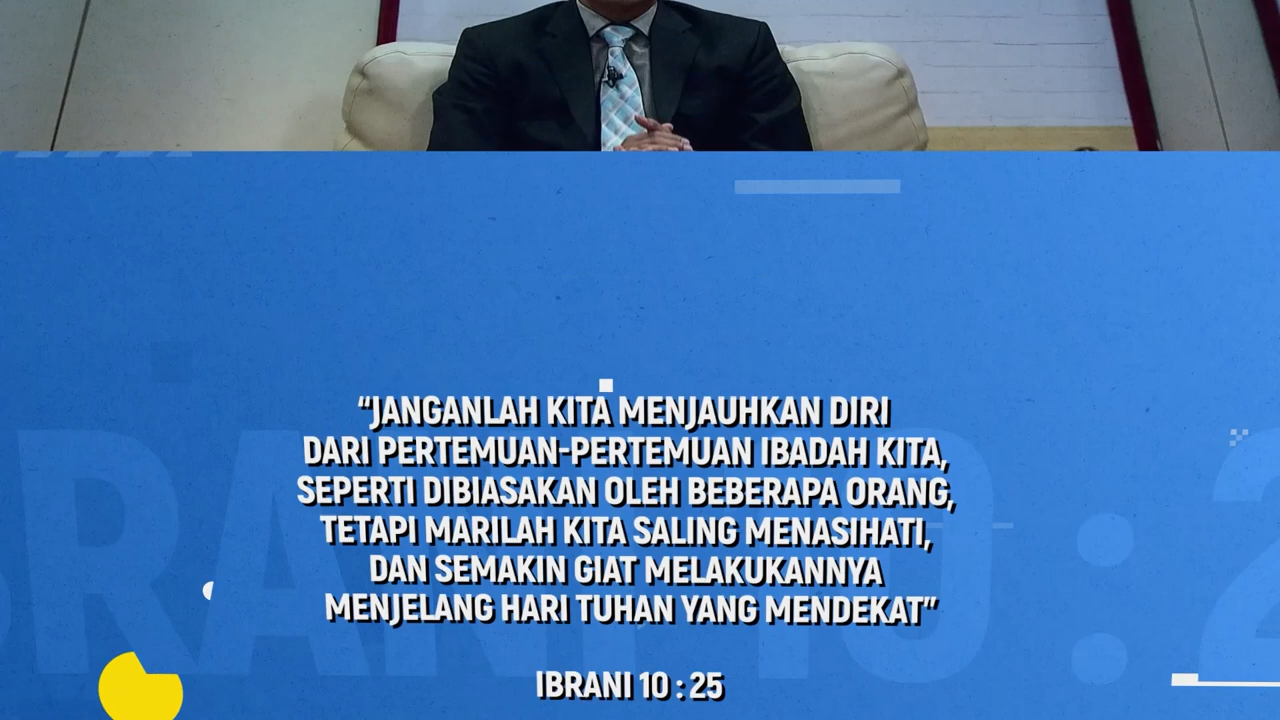 “JANGANLAH KITA MENJAUHKAN DIRI
DARI PERTEMUAN-PERTEMUAN IBADAH KITA,
SEPERTI DIBIASAKAN OLEH BEBERAPA ORANG,
TETAPI MARILAH KITA SALING MENASIHATI,
DAN SEMAKIN GIAT MELAKUKANNYA
MENJELANG HARI TUHAN YANG MENDEKAT”
IBRANI 10 : 25